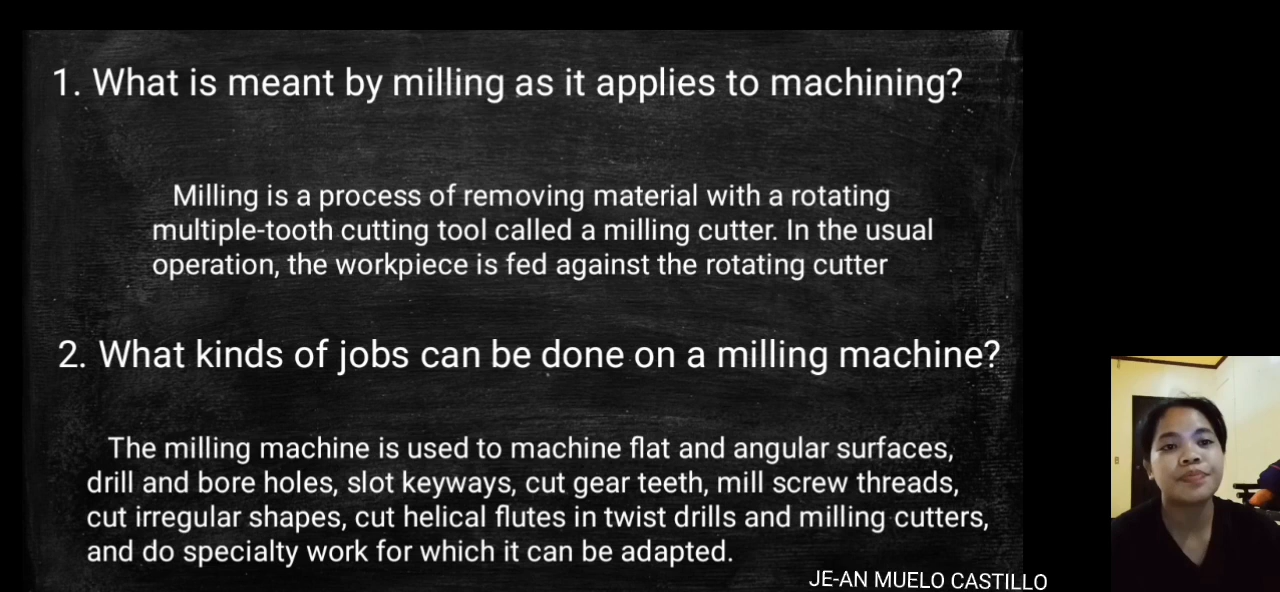 1. What is meant by milling as it applies to machining?
Milling is a process of removing material with a rotating
multiple-tooth cutting tool called a milling cutter. In the usual
operation, the workpiece is fed against the rotating cutter
2. What kinds of jobs can be done on a milling machine?
The milling machine is used to machine flat and angular surfaces,
drill and bore holes, slot keyways, cut gear teeth, mill screw threads,
cut irregular shapes, cut helical flutes in twist drills and milling cutters,
and do specialty work for which it can be adapted.
JE-AN MUELO CASTILLO